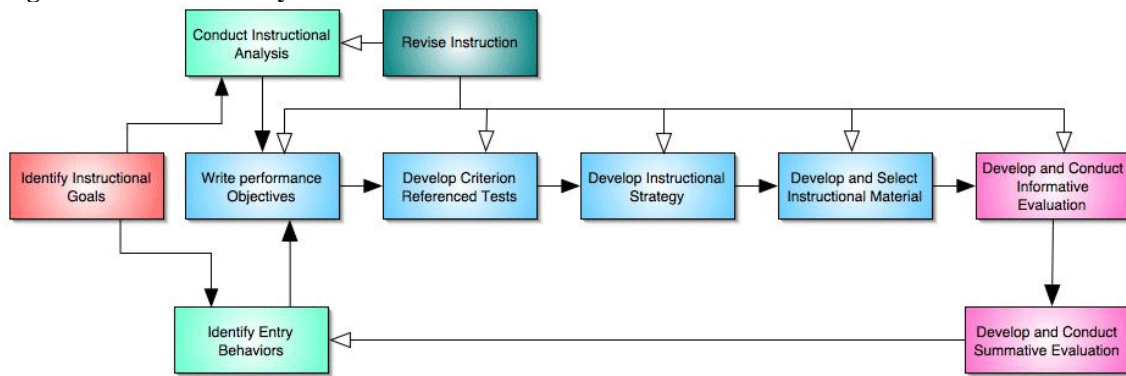 Conduct Instructional
Analysis
Revise Instruction
Identify Instructional
Goals
Write performance
Objectives
Develop Criterion
Referenced Tests
Develop Instructional
Strategy
Develop and Select
Instructional Material
Develop and Conduct
Informative
Evaluation
Identify Entry
Behaviors
Develop and Conduct
Summative Evaluation